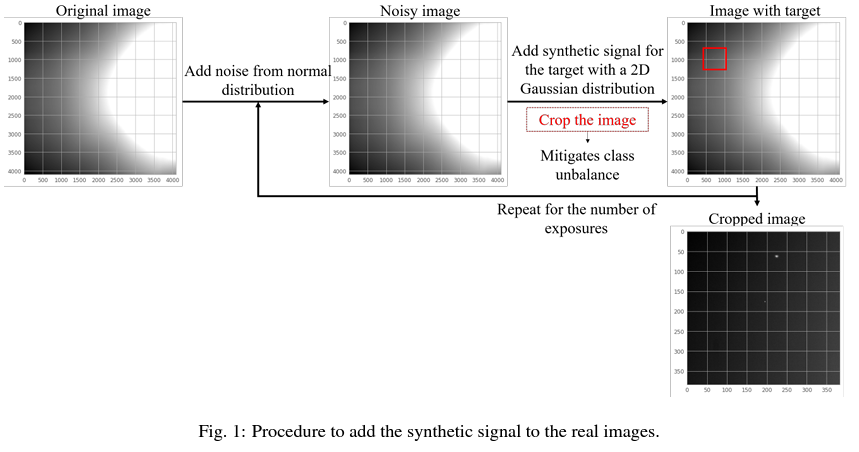 Original image
Noisy image
Image with target
0
500
1000
1500
2000
2500
3000
3500
4000
0 500 1000 1500 2000 2500 3000 3500 4000
Add noise from normal
distribution
0
500
1000
1500
2000
2500
3000
3500
4000
0 500 1000 1500 2000 2500 3000 3500 4000
Add synthetic signal for
the target with a 2D
Gaussian distribution
Crop the image
Mitigates class
unbalance
0
500
1000
1500
2000
2500
3000
3500
4000
0 500 1000 1500 2000 2500 3000 3500 4000
Repeat for the number of
exposures
Cropped image
0
50
100
150
200
250
300
350
0 50 100 150 200 250 300 350
Fig. 1: Procedure to add the synthetic signal to the real images.